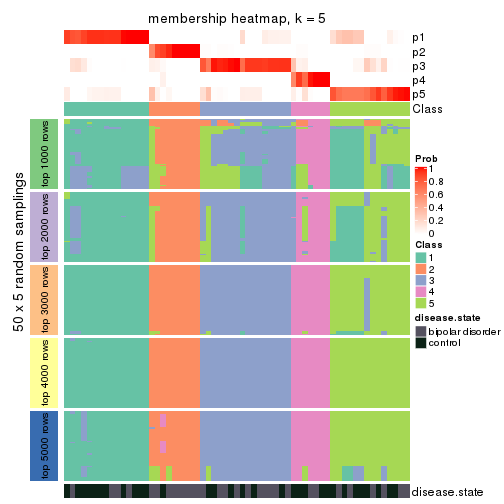 membership heatmap, k = 5
p1
p2
p3
p4
p5
Class
50 x 5 random samplings
top 1000 rows
top 2000 rows
top 3000 rows
top 4000 rows
top 5000 rows
Prob
1
0.8
0.6
0.4
0.2
0
Class
1
2
3
4
5
disease.state
bipolar disorder
control
disease.state